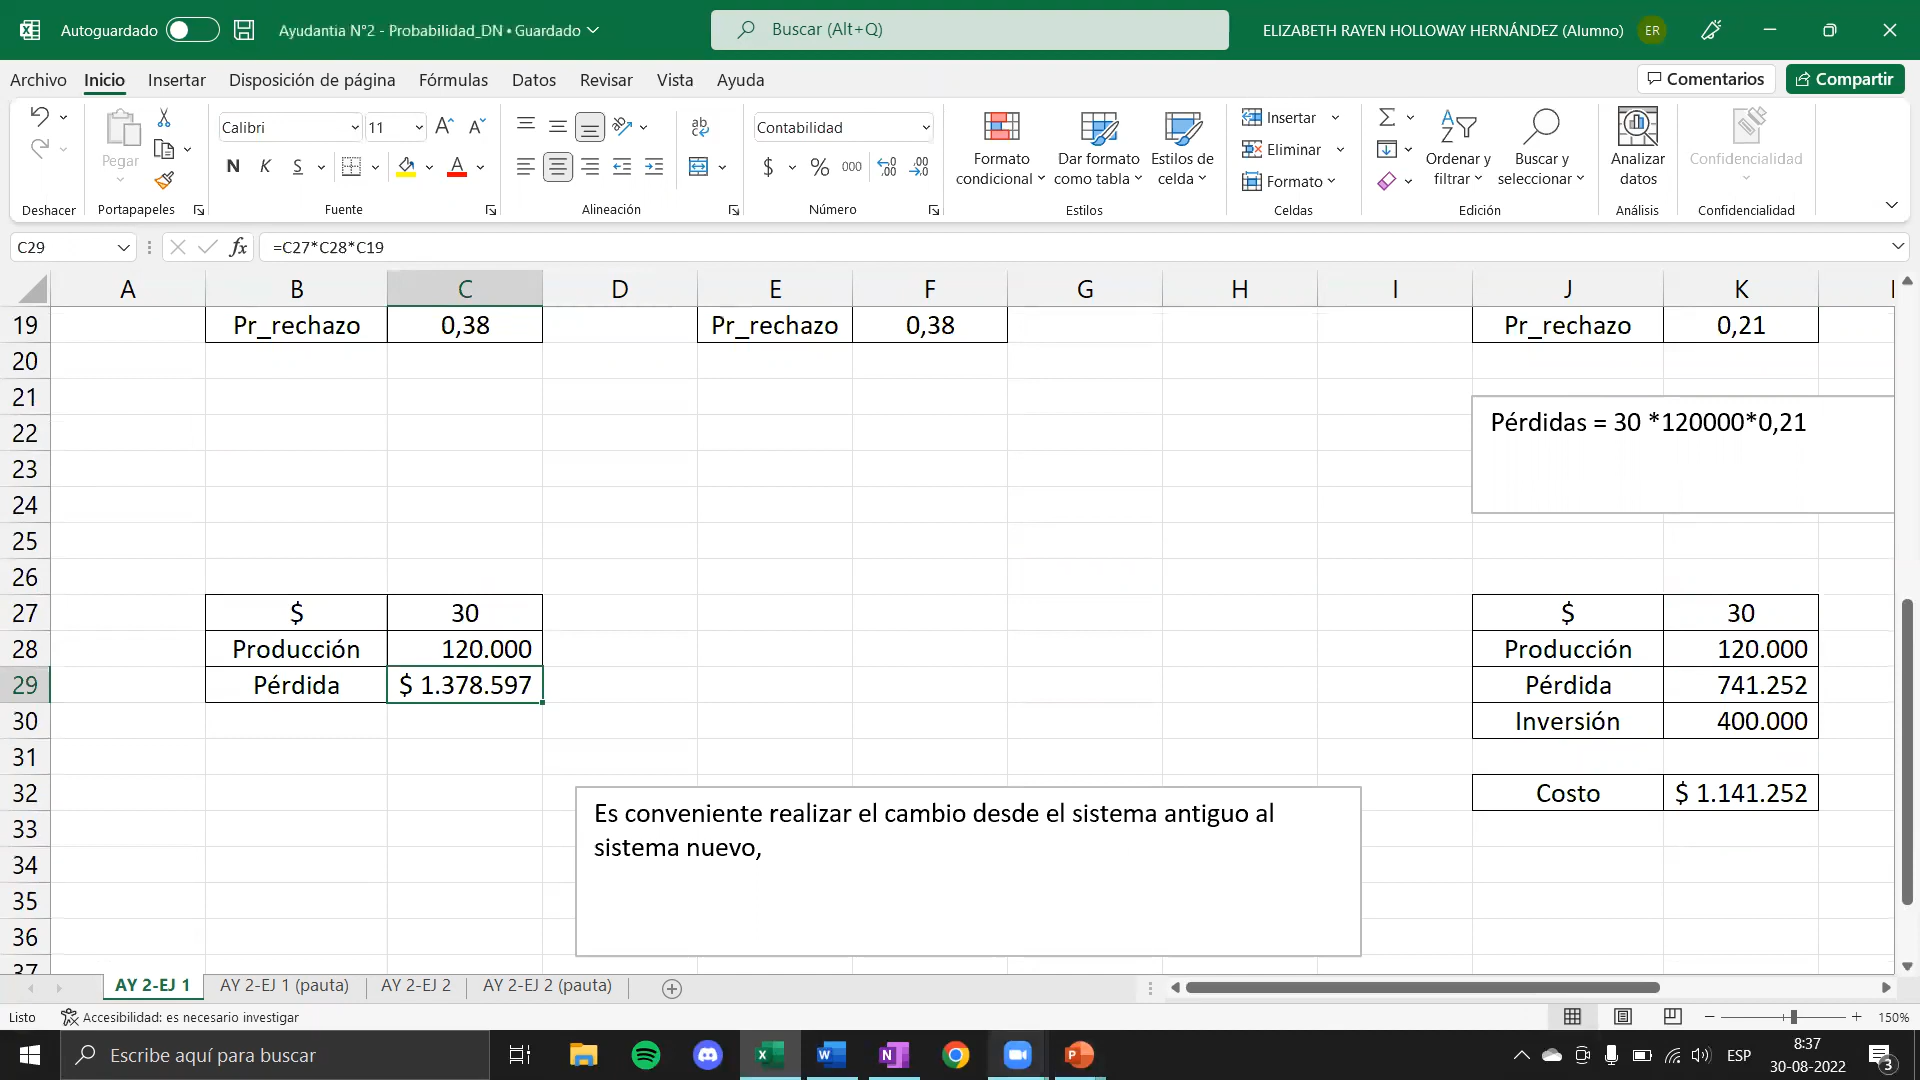 Autoguardado
Ayudantia N°2 - Probabilidad_DN • Guardado
Buscar (Alt+Q)
ELIZABETH RAYEN HOLLOWAY HERNÁNDEZ (Alumno)
ER
Archivo Inicio Insertar Disposición de página Fórmulas Datos Revisar Vista Ayuda
Comentarios
Compartir
Pegar
Calibri 11
N K S
Contabilidad
$ % 000
Formato condicional
Dar formato como tabla
Estilos de celda
Insertar
Eliminar
Formato
Ordenar y filtrar
Buscar y seleccionar
Analizar datos
Confidencialidad
Deshacer Portapapeles Fuente Alineación Número Estilos Celdas Edición Análisis Confidencialidad
C29 fx =C27*C28*C19
A B C D E F G H I J K
19 Pr_rechazo 0,38 Pr_rechazo 0,38 Pr_rechazo 0,21
20
21
Pérdidas = 30 *120000*0,21
22
23
24
25
26
27 $ 30 $ 30
28 Producción 120.000 Producción 120.000
29 Pérdida $ 1.378.597 Pérdida 741.252
30 Inversión 400.000
31
32 Costo $ 1.141.252
Es conveniente realizar el cambio desde el sistema antiguo al
33
sistema nuevo,
34
35
36
37
AY 2-EJ 1 AY 2-EJ 1 (pauta) AY 2-EJ 2 AY 2-EJ 2 (pauta)
Listo Accesibilidad: es necesario investigar 150%
Escribe aquí para buscar
ESP
8:37
30-08-2022
3